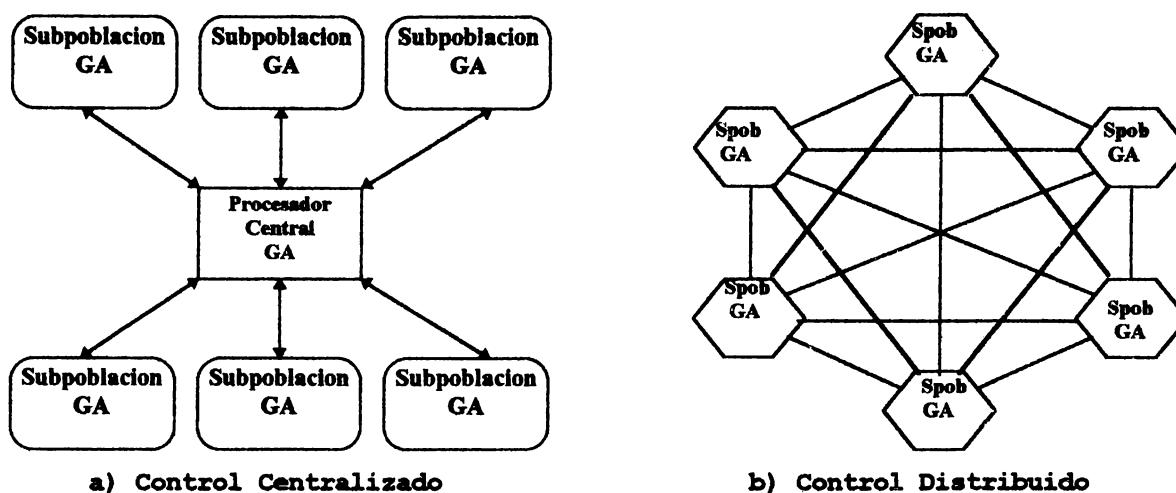 Subpoblacion
GA
Subpoblacion
GA
Subpoblacion
GA
Procesador
Central
GA
Subpoblacion
GA
Subpoblacion
GA
Subpoblacion
GA
a) Control Centralizado
Spob
GA
Spob
GA
Spob
GA
Spob
GA
Spob
GA
Spob
GA
b) Control Distribuido